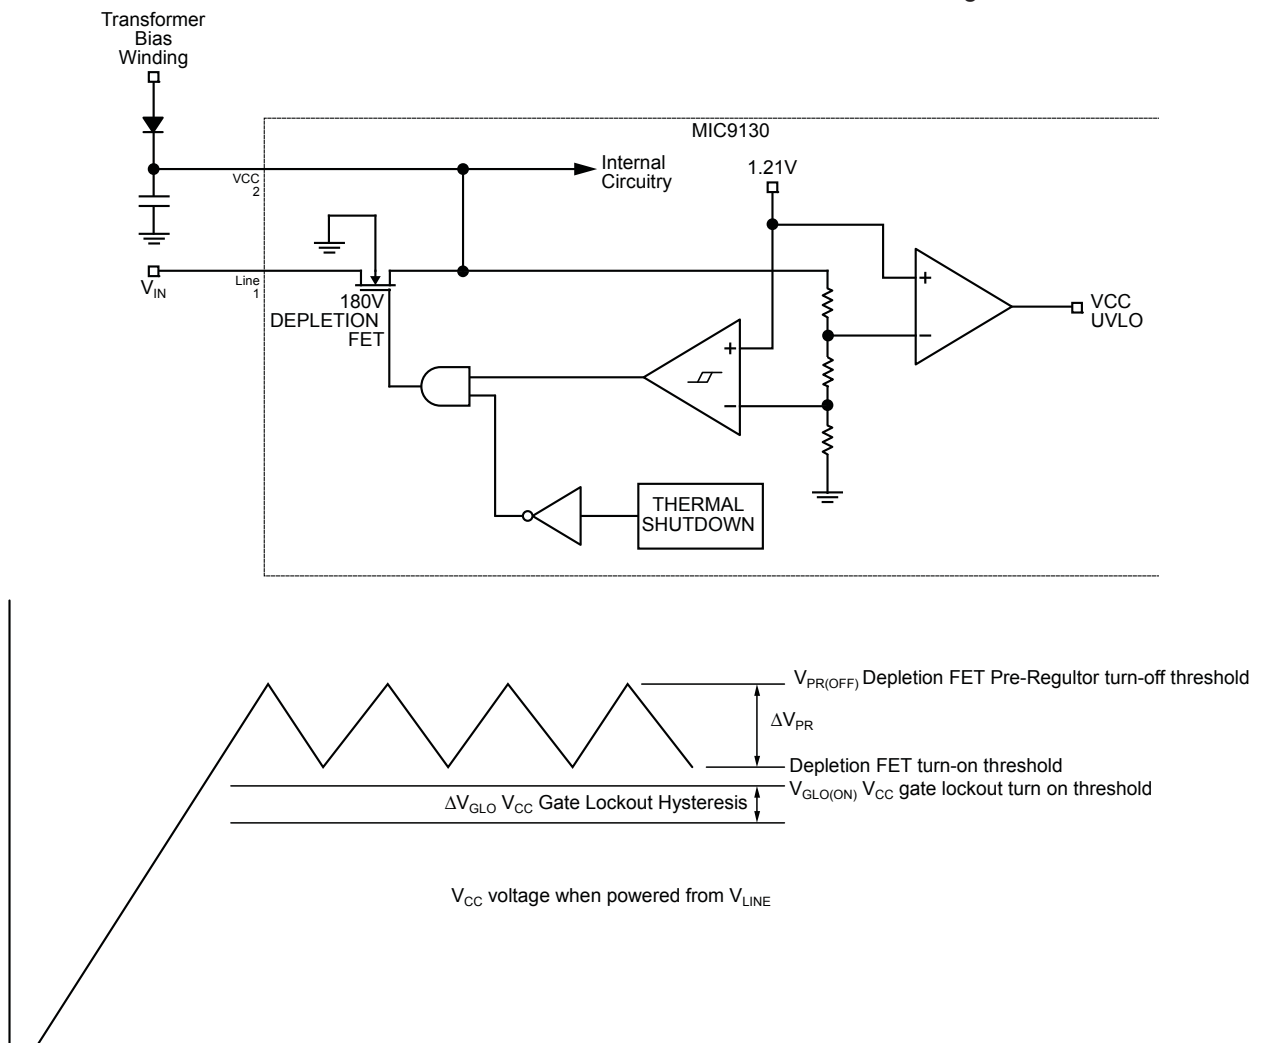 Transformer
Bias
Winding
MIC9130
Internal
Circuitry
1.21V
VCC
2
VIN
Line
1
180V
DEPLETION
FET
+
−
+
−
VCC
UVLO
THERMAL
SHUTDOWN
VPR(OFF) Depletion FET Pre-Regultor turn-off threshold
ΔVPR
Depletion FET turn-on threshold
VGLO(ON) VCC gate lockout turn on threshold
ΔVGLO VCC Gate Lockout Hysteresis
VCC voltage when powered from VLINE